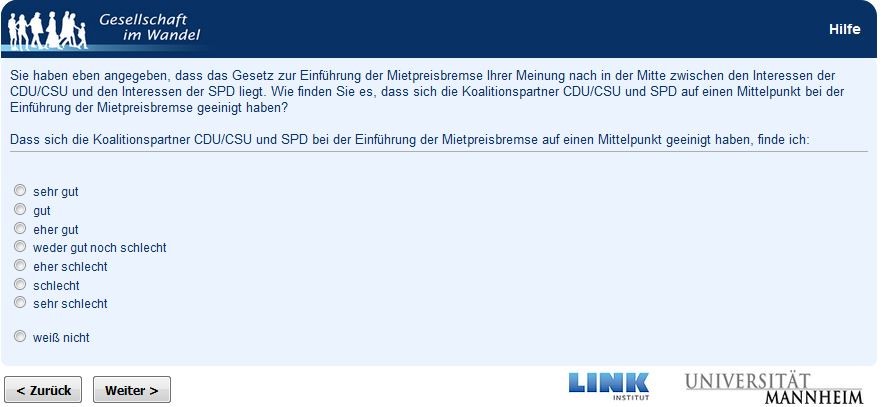 Gesellschaft
im Wandel
Hilfe
Sie haben eben angegeben, dass das Gesetz zur Einführung der Mietpreisbremse Ihrer Meinung nach in der Mitte zwischen den Interessen der
CDU/CSU und den Interessen der SPD liegt. Wie finden Sie es, dass sich die Koalitionspartner CDU/CSU und SPD auf einen Mittelpunkt bei der
Einführung der Mietpreisbremse geeinigt haben?
Dass sich die Koalitionspartner CDU/CSU und SPD bei der Einführung der Mietpreisbremse auf einen Mittelpunkt geeinigt haben, finde ich:
sehr gut
gut
eher gut
weder gut noch schlecht
eher schlecht
schlecht
sehr schlecht
weiß nicht
< Zurück
Weiter >
LINK
INSTITUT
UNIVERSITÄT
MANNHEIM